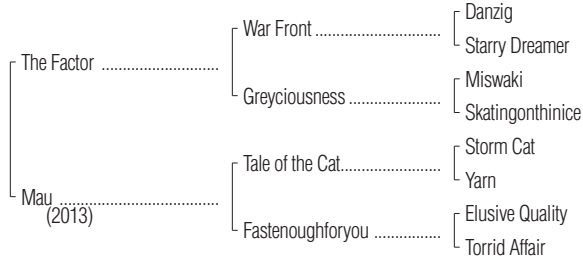 Danzig
War Front ..............................
Starry Dreamer
The Factor ............................
Miswaki
Greyciousness ......................
Skatingonthinice
Storm Cat
Tale of the Cat........................
Yarn
Mau ................................
(2013)
Elusive Quality
Fastenoughforyou ................
Torrid Affair